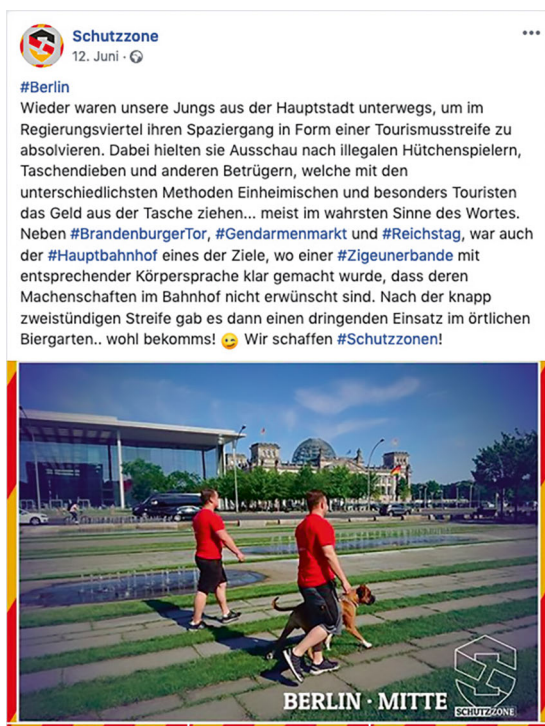 Schutzzone
12. Juni ·
#Berlin
Wieder waren unsere Jungs aus der Hauptstadt unterwegs, um im
Regierungsviertel ihren Spaziergang in Form einer Tourismusstreife zu
absolvieren. Dabei hielten sie Ausschau nach illegalen Hütchenspielern,
Taschendieben und anderen Betrügern, welche mit den
unterschiedlichsten Methoden Einheimischen und besonders Touristen
das Geld aus der Tasche ziehen... meist im wahrsten Sinne des Wortes.
Neben #BrandenburgerTor, #Gendarmenmarkt und #Reichstag, war auch
der #Hauptbahnhof eines der Ziele, wo einer #Zigeunerbande mit
entsprechender Körpersprache klar gemacht wurde, dass deren
Machenschaften im Bahnhof nicht erwünscht sind. Nach der knapp
zweistündigen Streife gab es dann einen dringenden Einsatz im örtlichen
Biergarten.. wohl bekomms! 😉 Wir schaffen #Schutzzonen!
BERLIN · MITTE
SCHUTZZONE